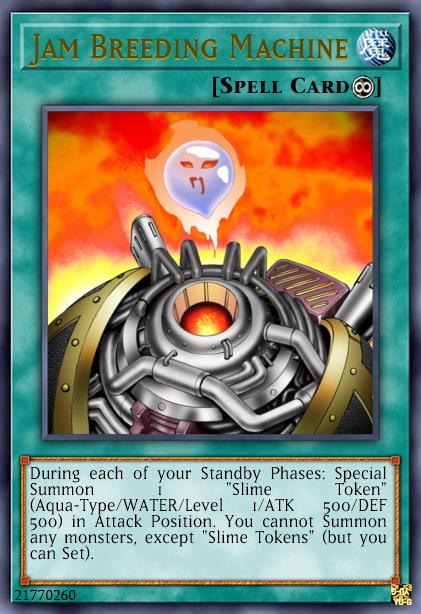 JAM BREEDING MACHINE
[SPELL CARD]
During each of your Standby Phases: Special
Summon 1 "Slime Token"
(Aqua-Type/WATER/Level 1/ATK 500/DEF
500) in Attack Position. You cannot Summon
any monsters, except "Slime Tokens" (but you
can Set).
21770260